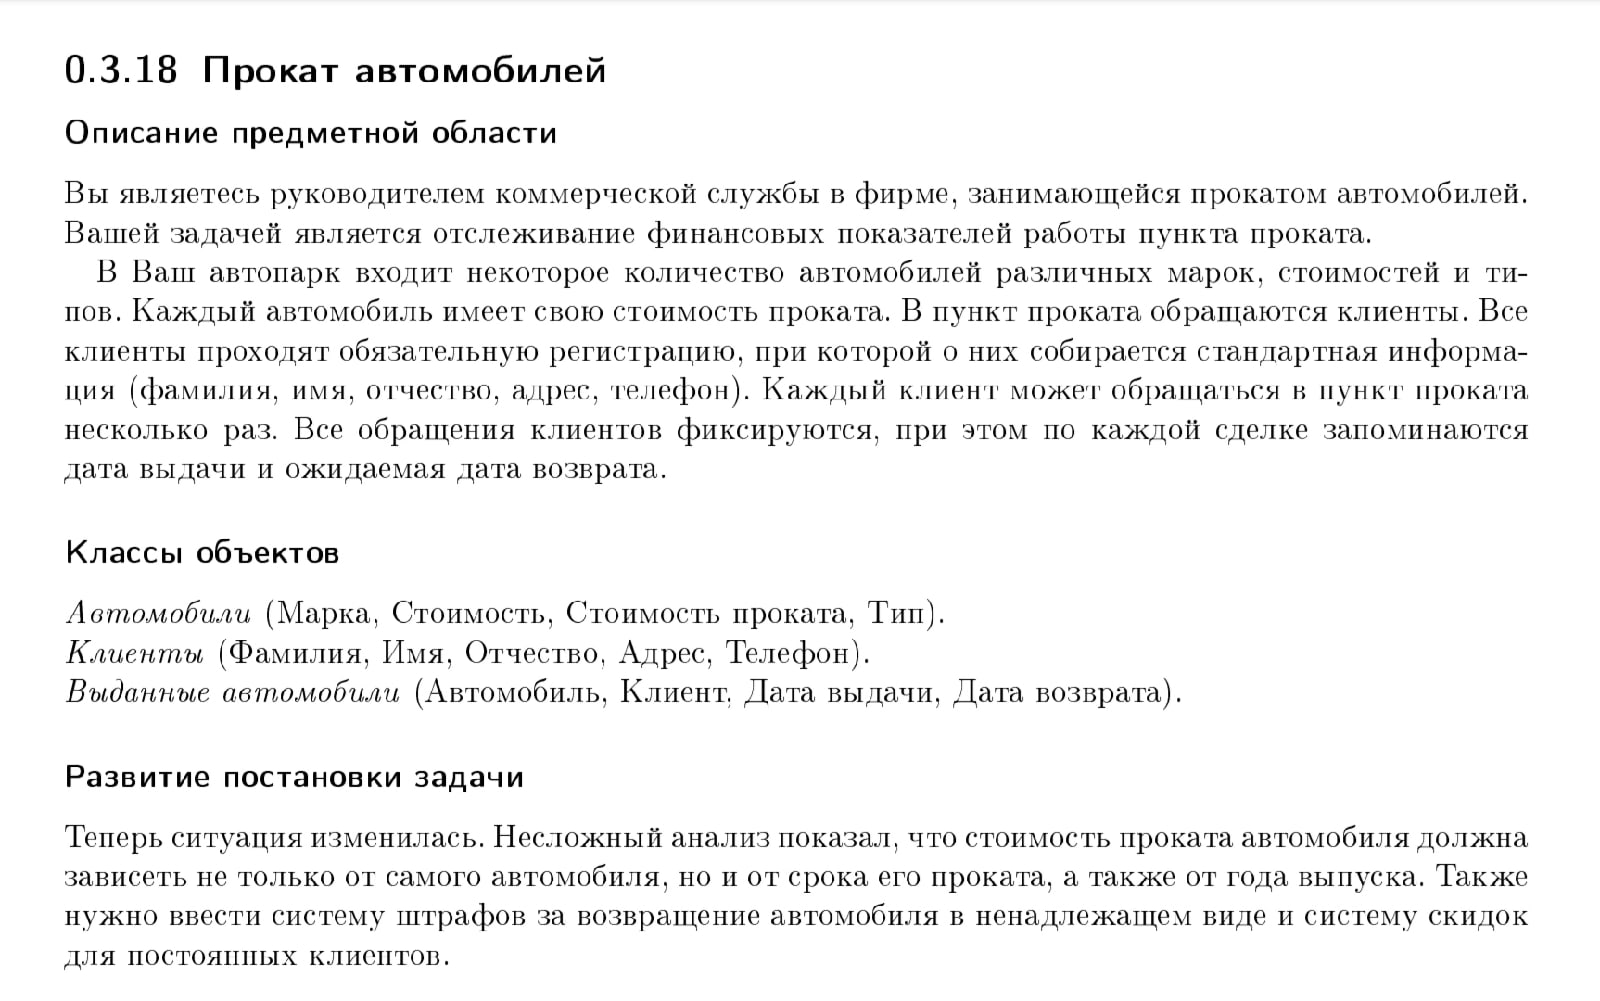 0.3.18 Прокат автомобилей
Описание предметной области
Вы являетесь руководителем коммерческой службы в фирме, занимающейся прокатом автомобилей.
Вашей задачей является отслеживание финансовых показателей работы пункта проката.
В Ваш автопарк входит некоторое количество автомобилей различных марок, стоимостей и ти-
пов. Каждый автомобиль имеет свою стоимость проката. В пункт проката обращаются клиенты. Все
клиенты проходят обязательную регистрацию, при которой о них собирается стандартная информа-
ция (фамилия, имя, отчество, адрес, телефон). Каждый клиент может обращаться в пункт проката
несколько раз. Все обращения клиентов фиксируются, при этом по каждой сделке запоминаются
дата выдачи и ожидаемая дата возврата.
Классы объектов
Автомобили (Марка, Стоимость, Стоимость проката, Тип).
Клиенты (Фамилия, Имя, Отчество, Адрес, Телефон).
Выданные автомобили (Автомобиль, Клиент, Дата выдачи, Дата возврата).
Развитие постановки задачи
Теперь ситуация изменилась. Несложный анализ показал, что стоимость проката автомобиля должна
зависеть не только от самого автомобиля, но и от срока его проката, а также от года выпуска. Также
нужно ввести систему штрафов за возвращение автомобиля в ненадлежащем виде и систему скидок
для постоянных клиентов.